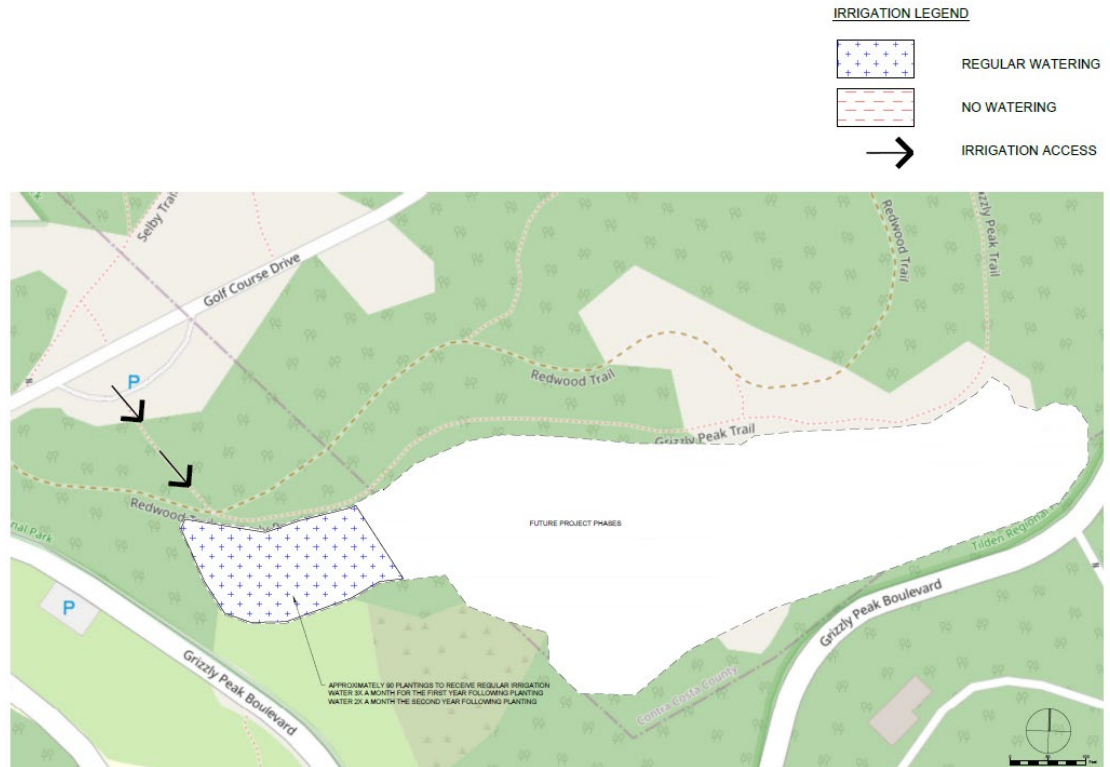 IRRIGATION LEGEND
REGULAR WATERING
NO WATERING
IRRIGATION ACCESS
Selby Trai
Golf Course Drive
P
Redwood Trail
zly Peak Trail
Redwood Trail
Grizzly Peak Trail
Redwood
nal Park
FUTURE PROJECT PHASES
Tilden Regional
P
Grizzly Peak Boulevard
Grizzly Peak Boulevard
APPROXIMATELY 90 PLANTINGS TO RECEIVE REGULAR IRRIGATION
WATER 3X A MONTH FOR THE FIRST YEAR FOLLOWING PLANTING
WATER 2X A MONTH THE SECOND YEAR FOLLOWING PLANTING
Contra Costa County